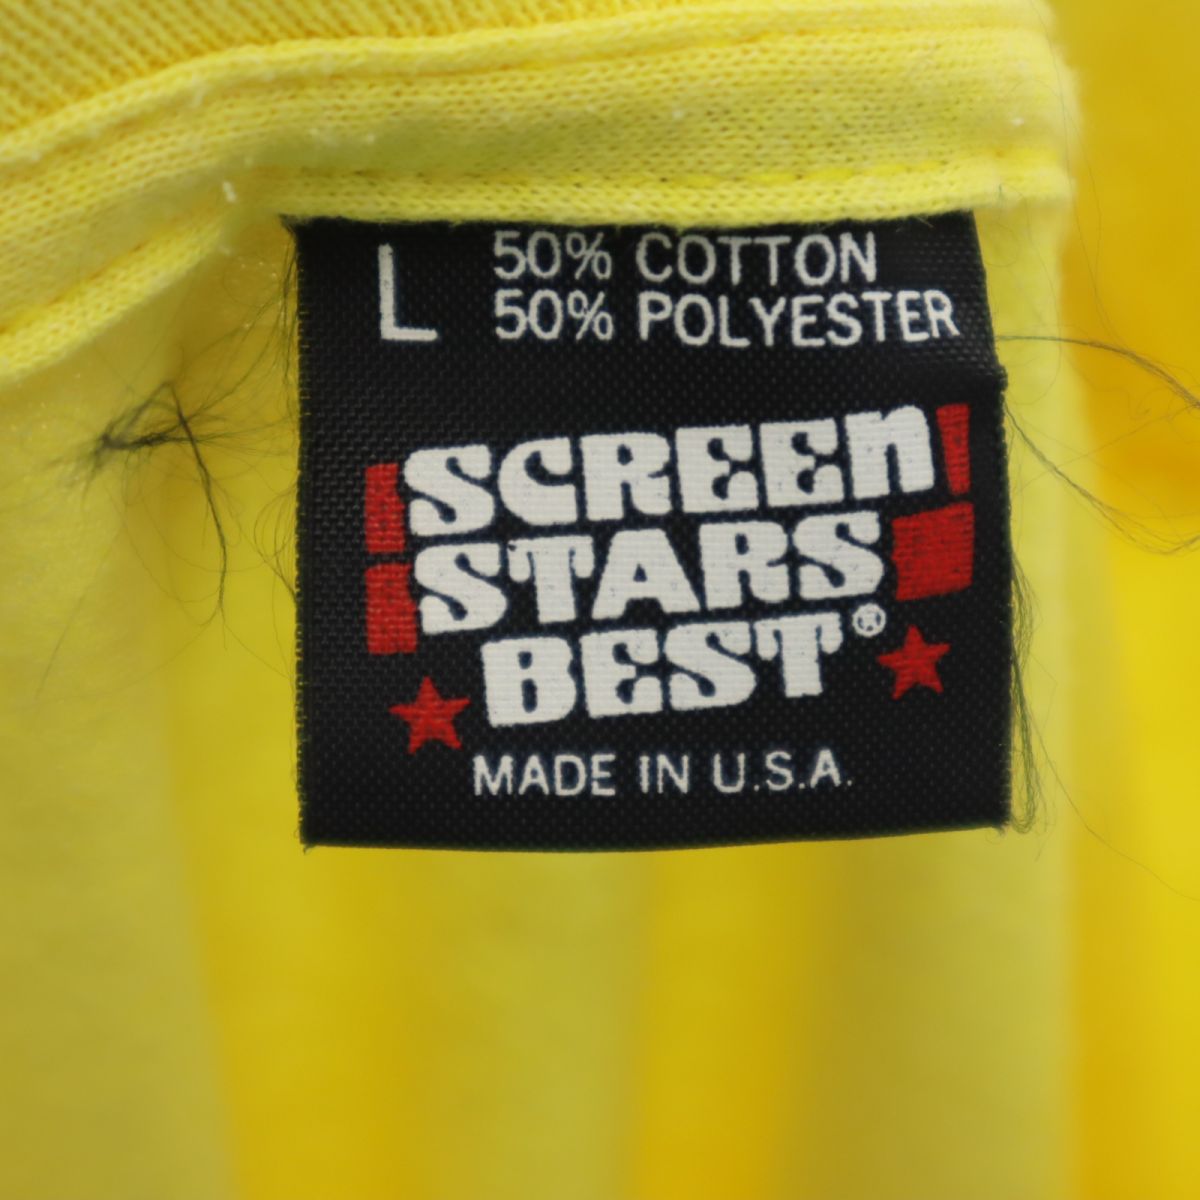 L
50% COTTON
50% POLYESTER
SCREEN
STARS
BEST®
MADE IN U.S.A.